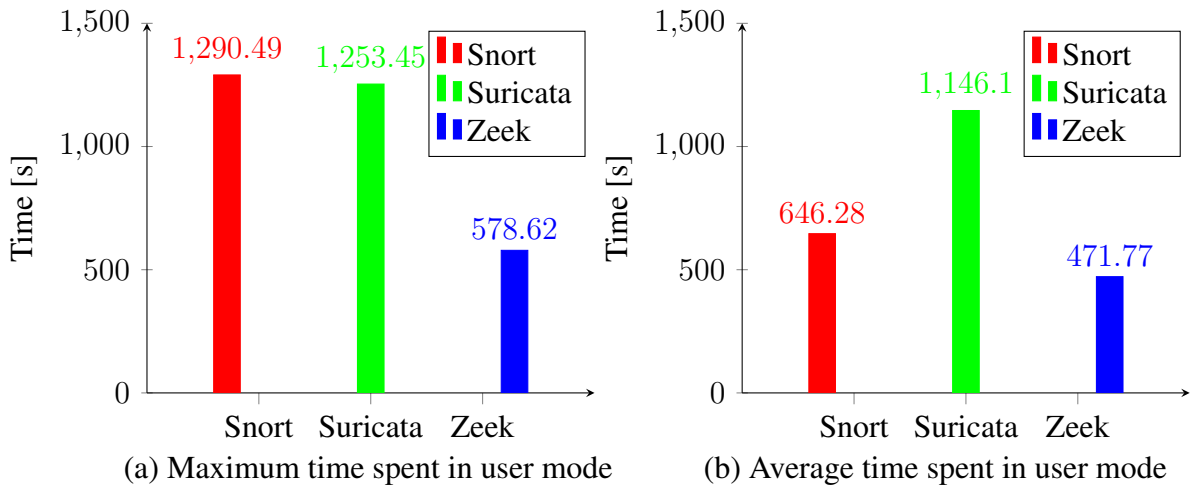 1,500
1,000
500
0
Time [s]
1,290.49
1,253.45
578.62
Snort
Suricata
Zeek
Snort Suricata Zeek
(a) Maximum time spent in user mode
1,500
1,000
500
0
Time [s]
646.28
1,146.1
471.77
Snort
Suricata
Zeek
Snort Suricata Zeek
(b) Average time spent in user mode